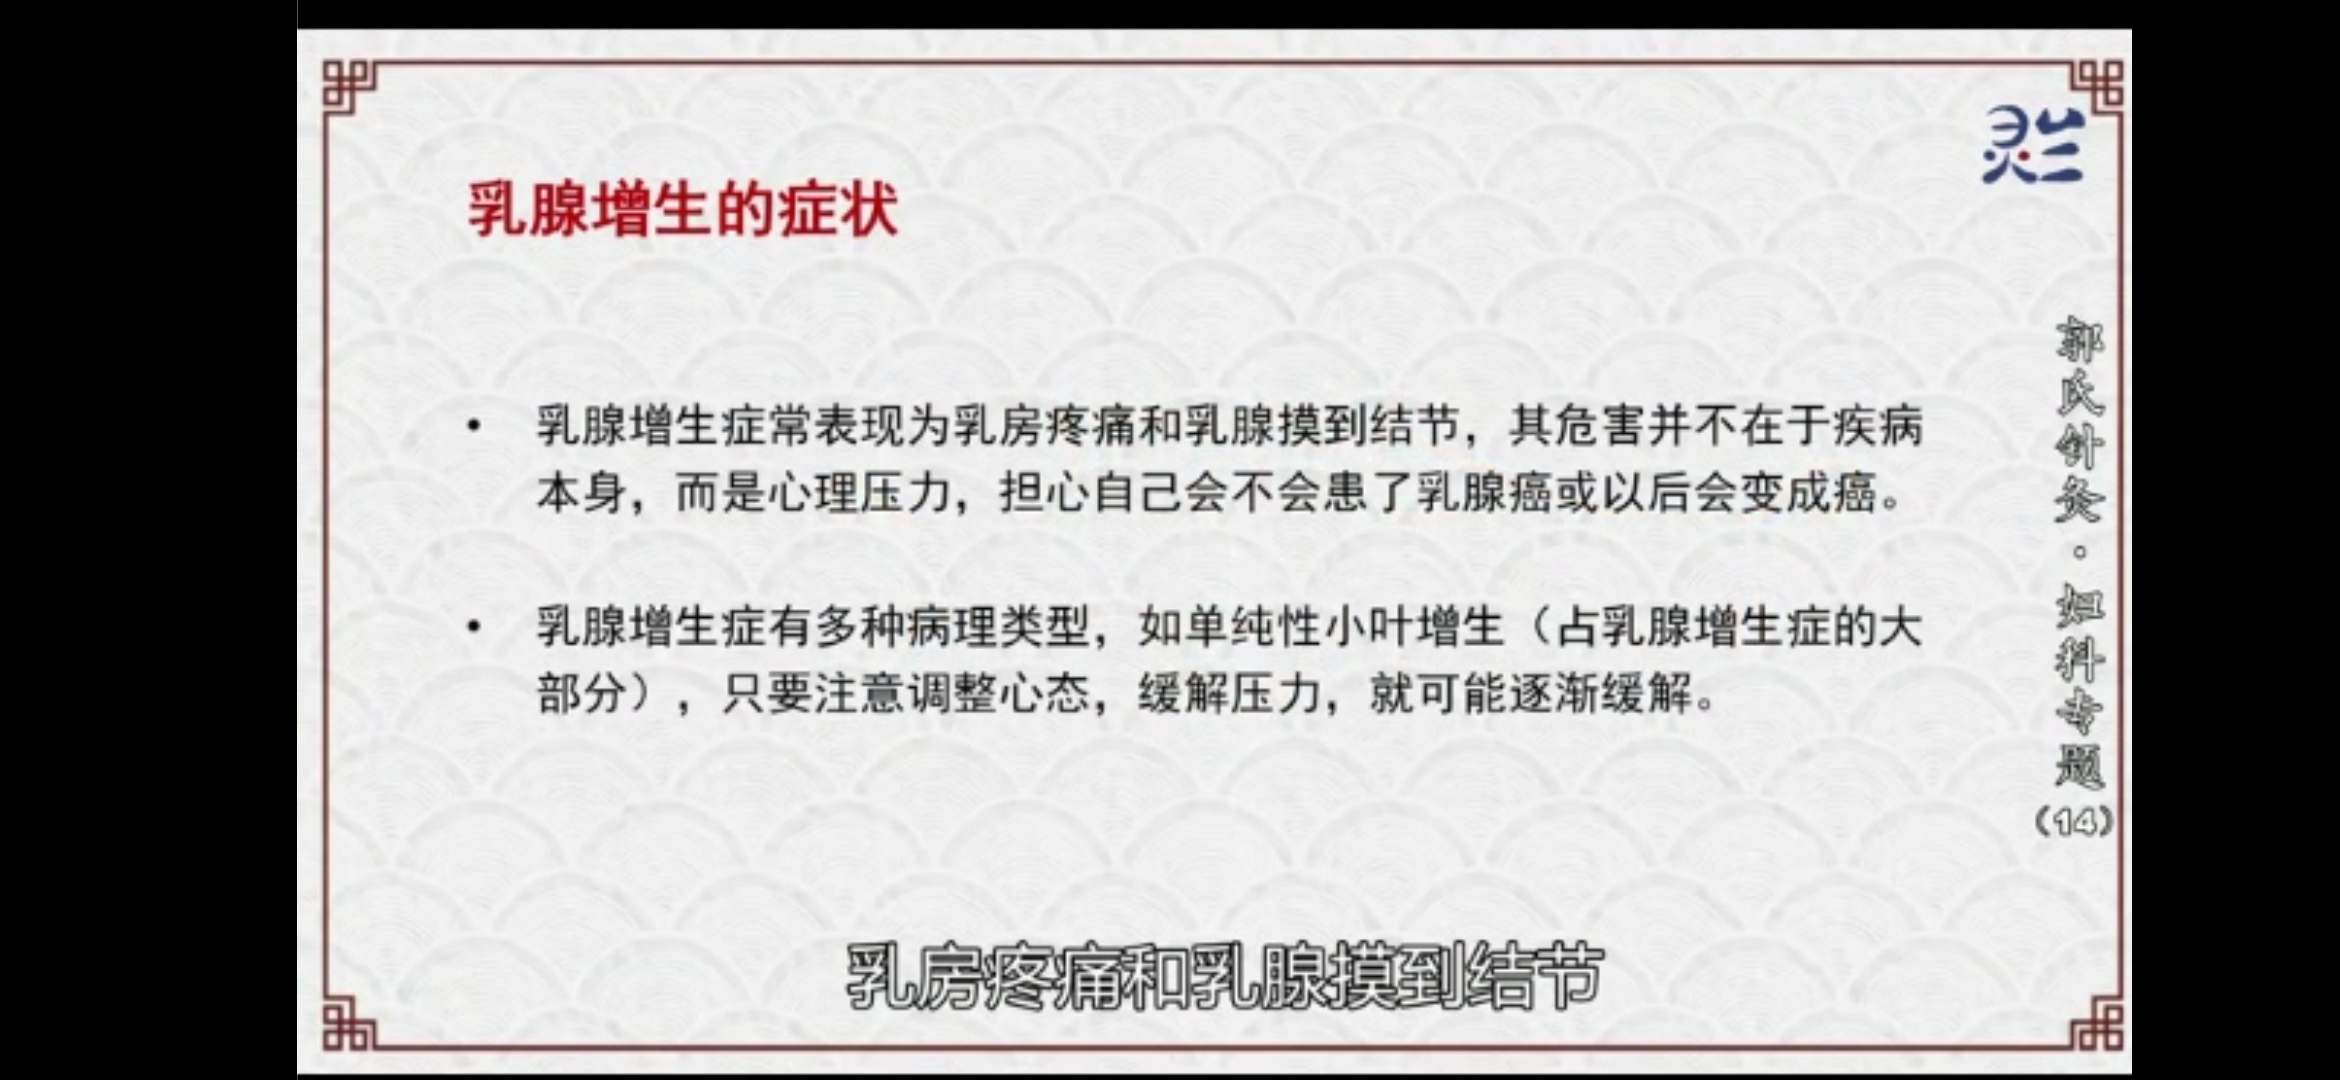 乳腺增生的症状
• 乳腺增生症常表现为乳房疼痛和乳腺摸到结节，其危害并不在于疾病
本身，而是心理压力，担心自己会不会患了乳腺癌或以后会变成癌。
• 乳腺增生症有多种病理类型，如单纯性小叶增生（占乳腺增生症的大
部分），只要注意调整心态，缓解压力，就可能逐渐缓解。
郭氏针灸·妇科专题（14）
乳房疼痛和乳腺摸到结节